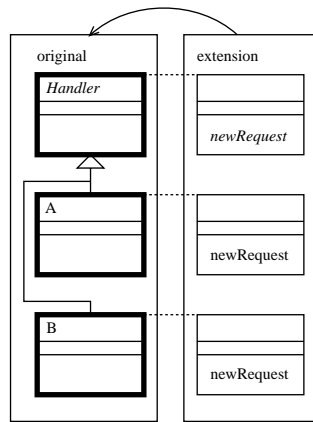 original
extension
Handler
newRequest
A
newRequest
B
newRequest